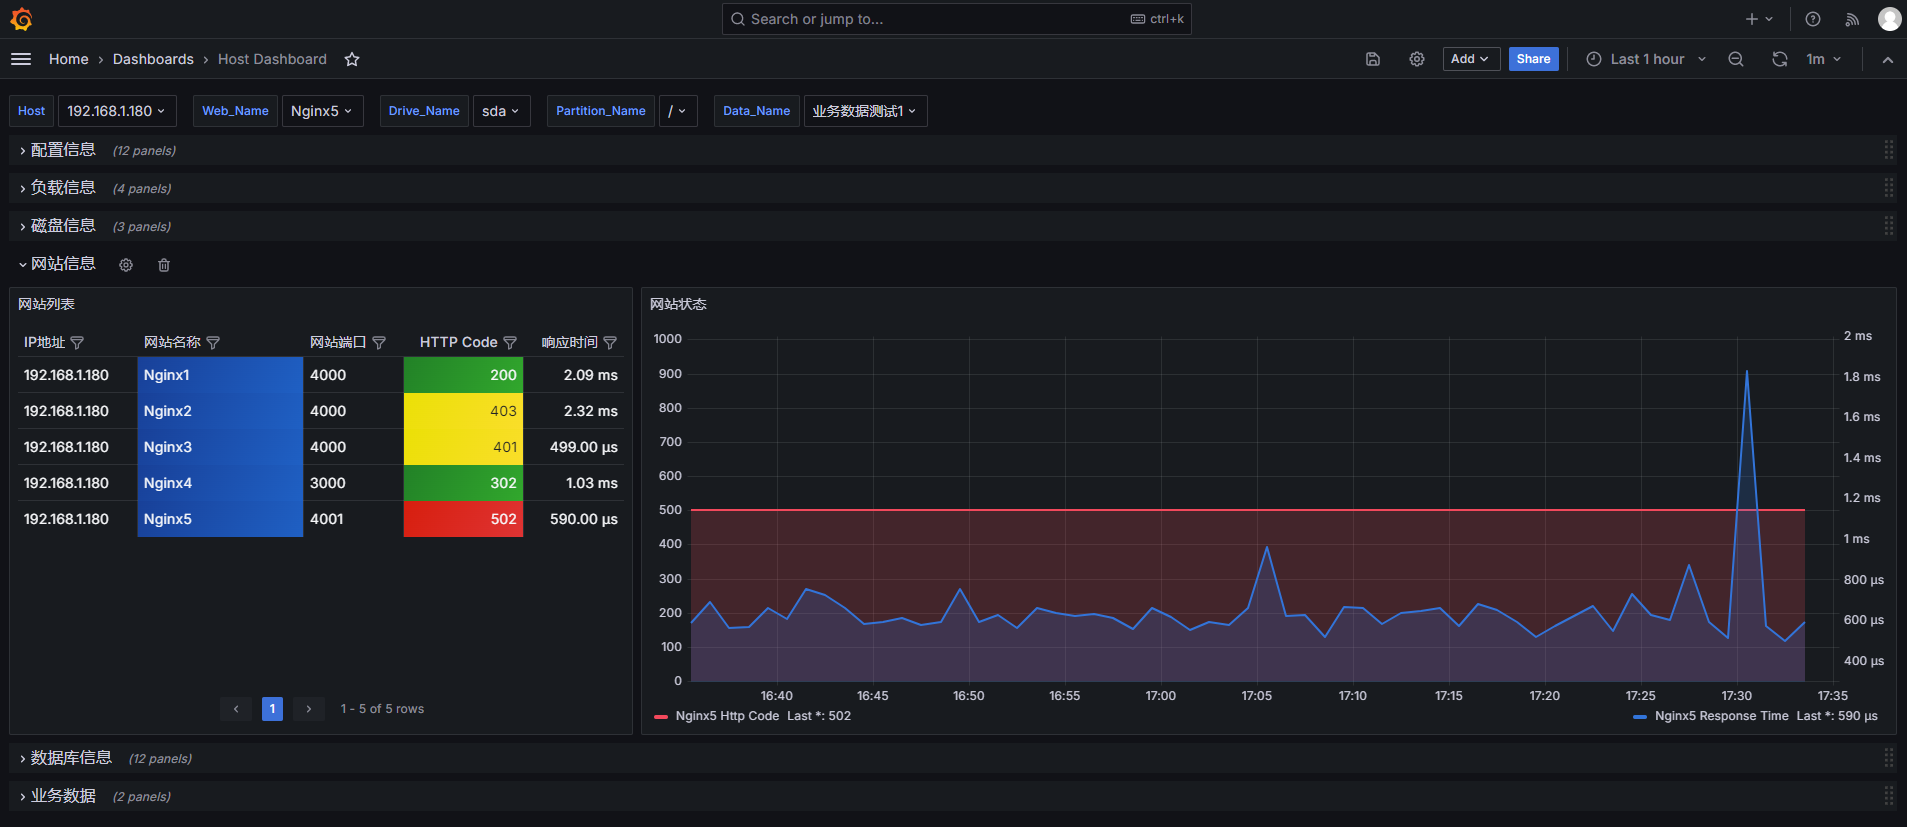 Search or jump to... ctrl+k
Home › Dashboards › Host Dashboard Add Share Last 1 hour 1m
Host 192.168.1.180 Web_Name Nginx5 Drive_Name sda Partition_Name / Data_Name 业务数据测试1
配置信息 (12 panels)
负载信息 (4 panels)
磁盘信息 (3 panels)
网站信息
网站列表
IP地址 网站名称 网站端口 HTTP Code 响应时间
192.168.1.180 Nginx1 4000 200 2.09 ms
192.168.1.180 Nginx2 4000 403 2.32 ms
192.168.1.180 Nginx3 4000 401 499.00 µs
192.168.1.180 Nginx4 3000 302 1.03 ms
192.168.1.180 Nginx5 4001 502 590.00 µs
1 1 - 5 of 5 rows
网站状态
1000
900
800
700
600
500
400
300
200
100
0
2 ms
1.8 ms
1.6 ms
1.4 ms
1.2 ms
1 ms
800 µs
600 µs
400 µs
16:40 16:45 16:50 16:55 17:00 17:05 17:10 17:15 17:20 17:25 17:30 17:35
Nginx5 Http Code Last *: 502 Nginx5 Response Time Last *: 590 µs
数据库信息 (12 panels)
业务数据 (2 panels)